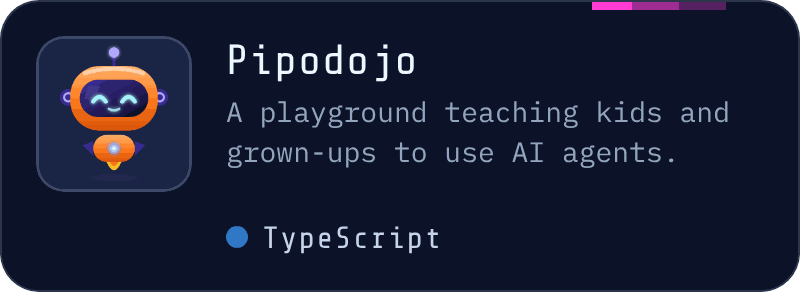 Pipodojo
A playground teaching kids and
grown-ups to use AI agents.
TypeScript